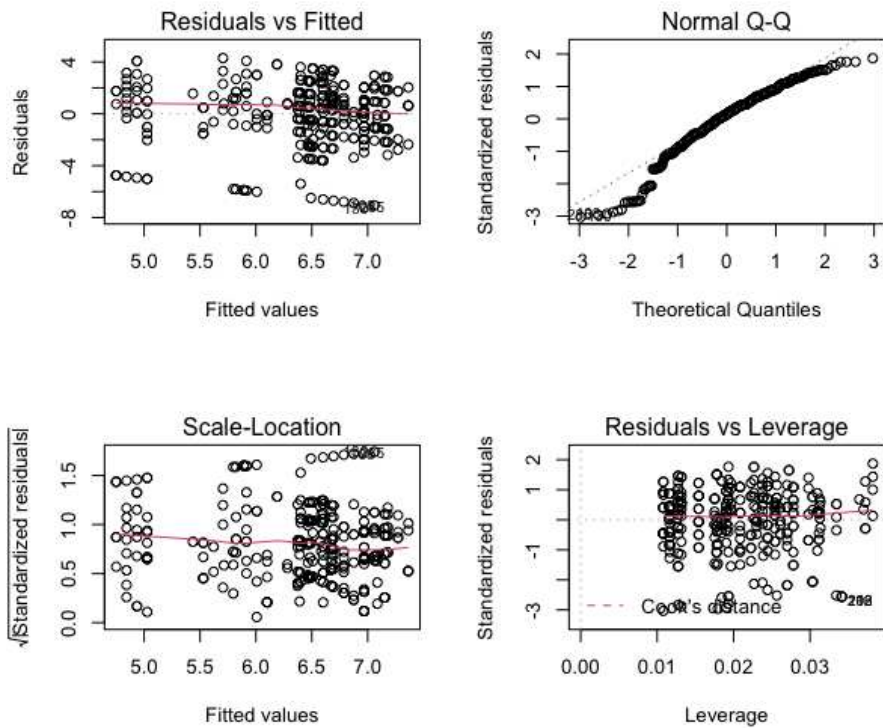 Residuals vs Fitted
Residuals
4
0
-4
-8
5.0 5.5 6.0 6.5 7.0
Fitted values
Normal Q-Q
Standardized residuals
2
1
0
-1
-3
-3 -2 -1 0 1 2 3
Theoretical Quantiles
Scale-Location
√|Standardized residuals|
1.5
1.0
0.5
0.0
5.0 5.5 6.0 6.5 7.0
Fitted values
Residuals vs Leverage
Standardized residuals
2
1
-1
-3
Cook's distance
0.00 0.01 0.02 0.03
Leverage